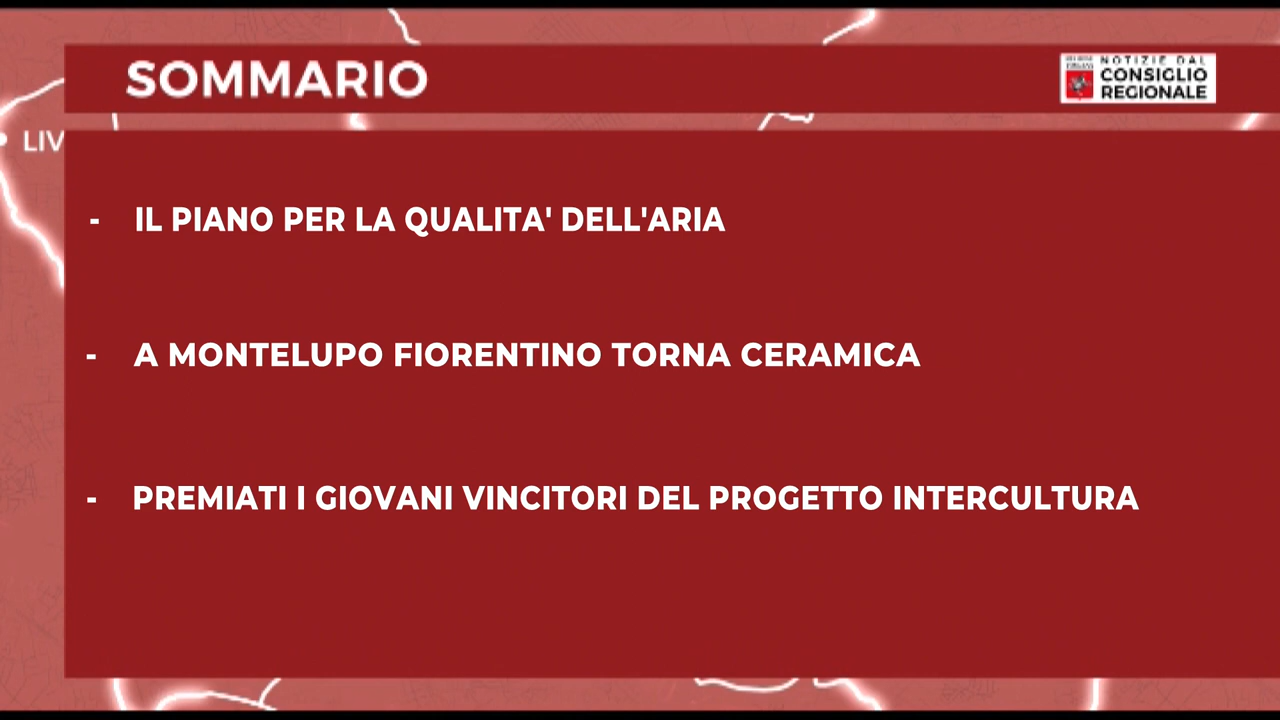 SOMMARIO
NOTIZIE DAL
CONSIGLIO
REGIONALE
LIV
- IL PIANO PER LA QUALITA' DELL'ARIA
- A MONTELUPO FIORENTINO TORNA CERAMICA
- PREMIATI I GIOVANI VINCITORI DEL PROGETTO INTERCULTURA